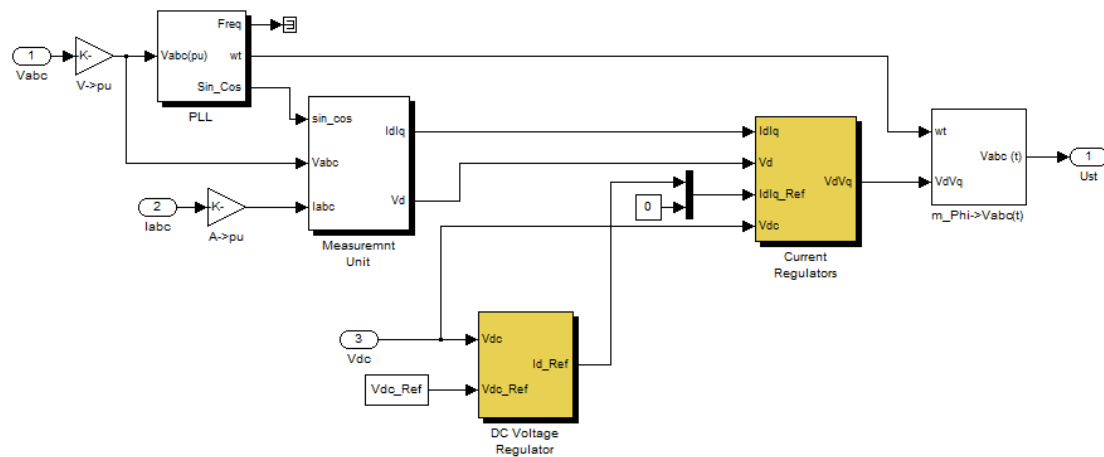 Freq
1
K-
Vabc(pu)
wt
Vabc
V->pu
Sin_Cos
PLL
sin_cos
IdIq
IdIq
wt
Vabc
Vd
Vabc (t)
1
VdVq
VdVq
Ust
2
K-
Iabc
Vd
0
IdIq_Ref
Iabc
A->pu
Vdc
m_Phi->Vabc(t)
Measuremnt
Unit
Current
Regulators
3
Vdc
Vdc
Id_Ref
Vdc_Ref
Vdc_Ref
DC Voltage
Regulator